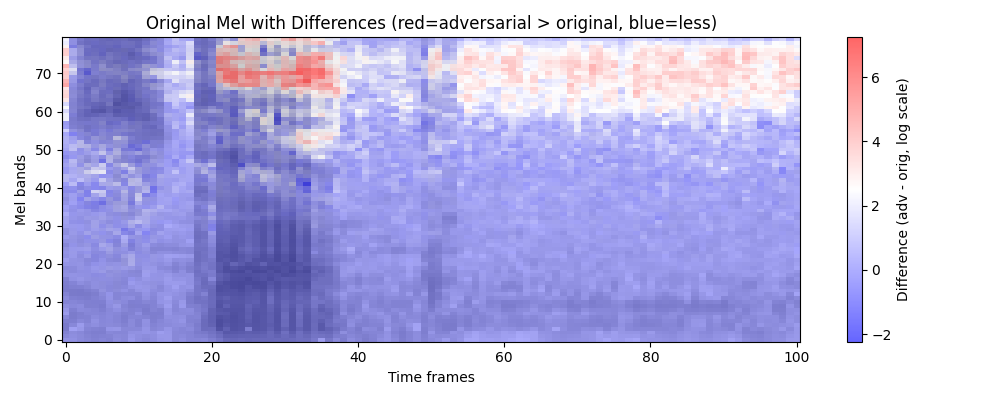 Original Mel with Differences (red=adversarial > original, blue=less)
Mel bands
70
60
50
40
30
20
10
0
0 20 40 60 80 100
Time frames
6
4
2
0
−2
Difference (adv - orig, log scale)